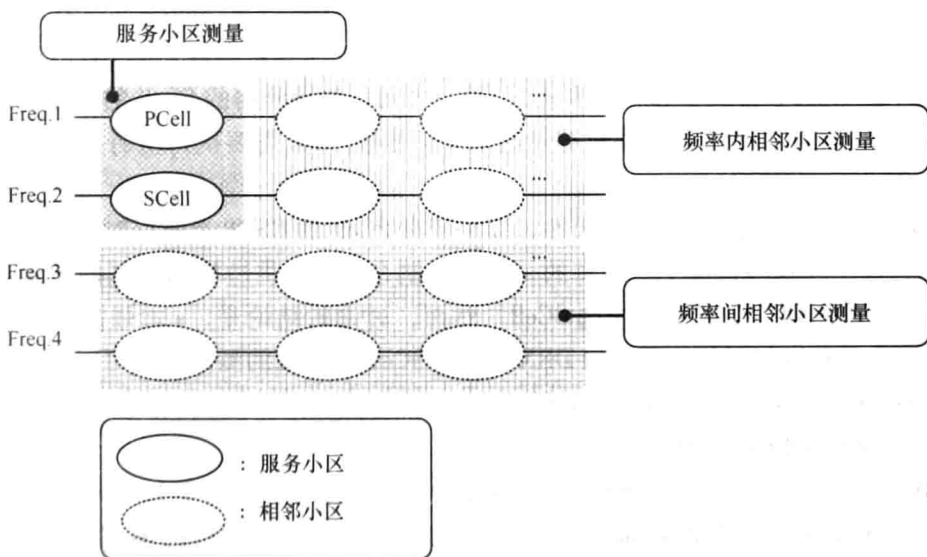 服务小区测量
Freq.1
PCell
...
频率内相邻小区测量
Freq.2
SCell
...
Freq.3
...
频率间相邻小区测量
Freq.4
: 服务小区
: 相邻小区